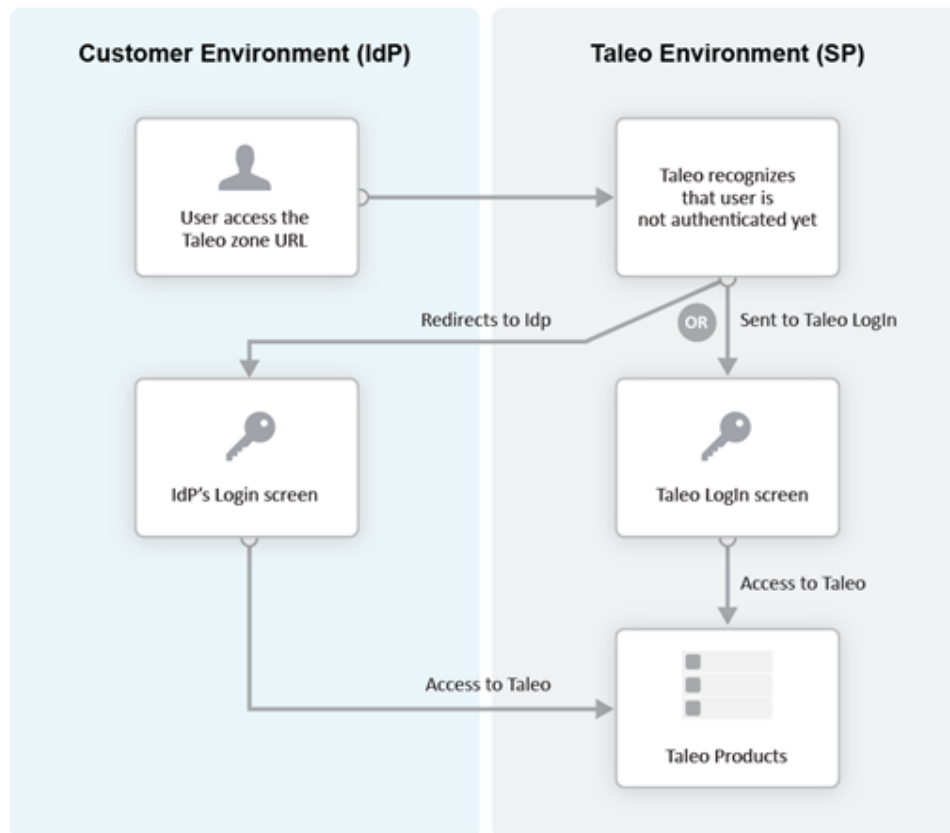 Customer Environment (IdP)
Taleo Environment (SP)
User access the
Taleo zone URL
Taleo recognizes
that user is
not authenticated yet
Redirects to Idp
OR
Sent to Taleo LogIn
IdP's Login screen
Taleo LogIn screen
Access to Taleo
Access to Taleo
Taleo Products